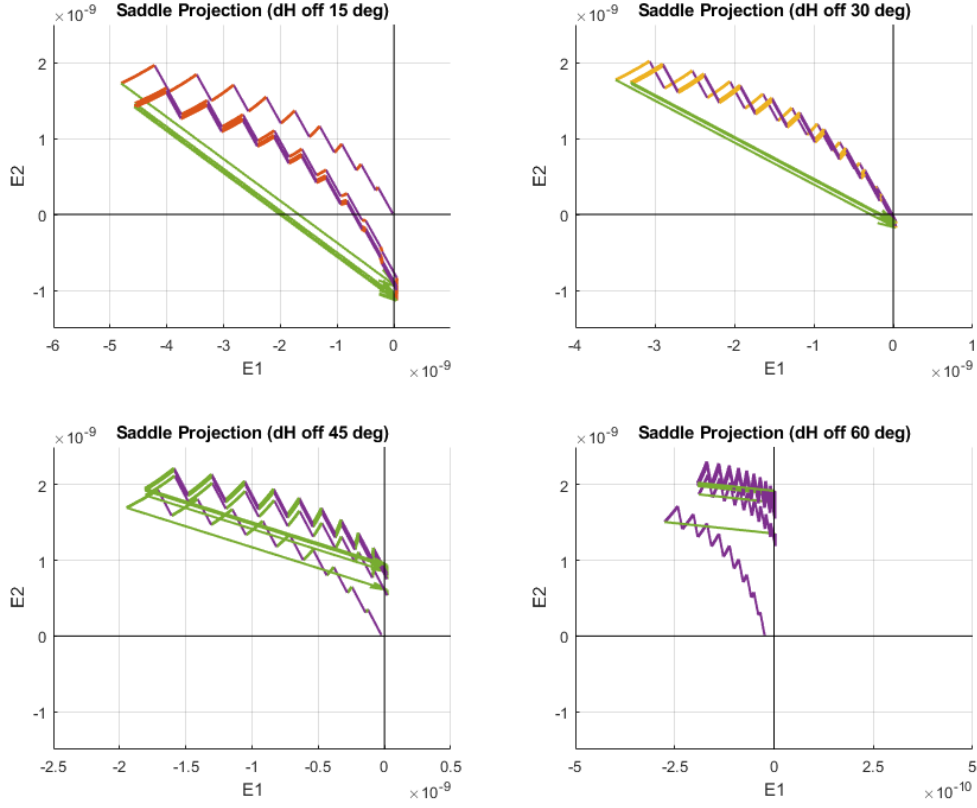 Saddle Projection (dH off 15 deg)
×10⁻⁹
2
1
0
-1
E2
-6 -5 -4 -3 -2 -1 0
E1
×10⁻⁹
Saddle Projection (dH off 30 deg)
×10⁻⁹
2
1
0
-1
E2
-4 -3 -2 -1 0 1
E1
×10⁻⁹
Saddle Projection (dH off 45 deg)
×10⁻⁹
2
1
0
-1
E2
-2.5 -2 -1.5 -1 -0.5 0 0.5
E1
×10⁻⁹
Saddle Projection (dH off 60 deg)
×10⁻⁹
2
1
0
-1
E2
-5 0 5
E1
×10⁻¹⁰